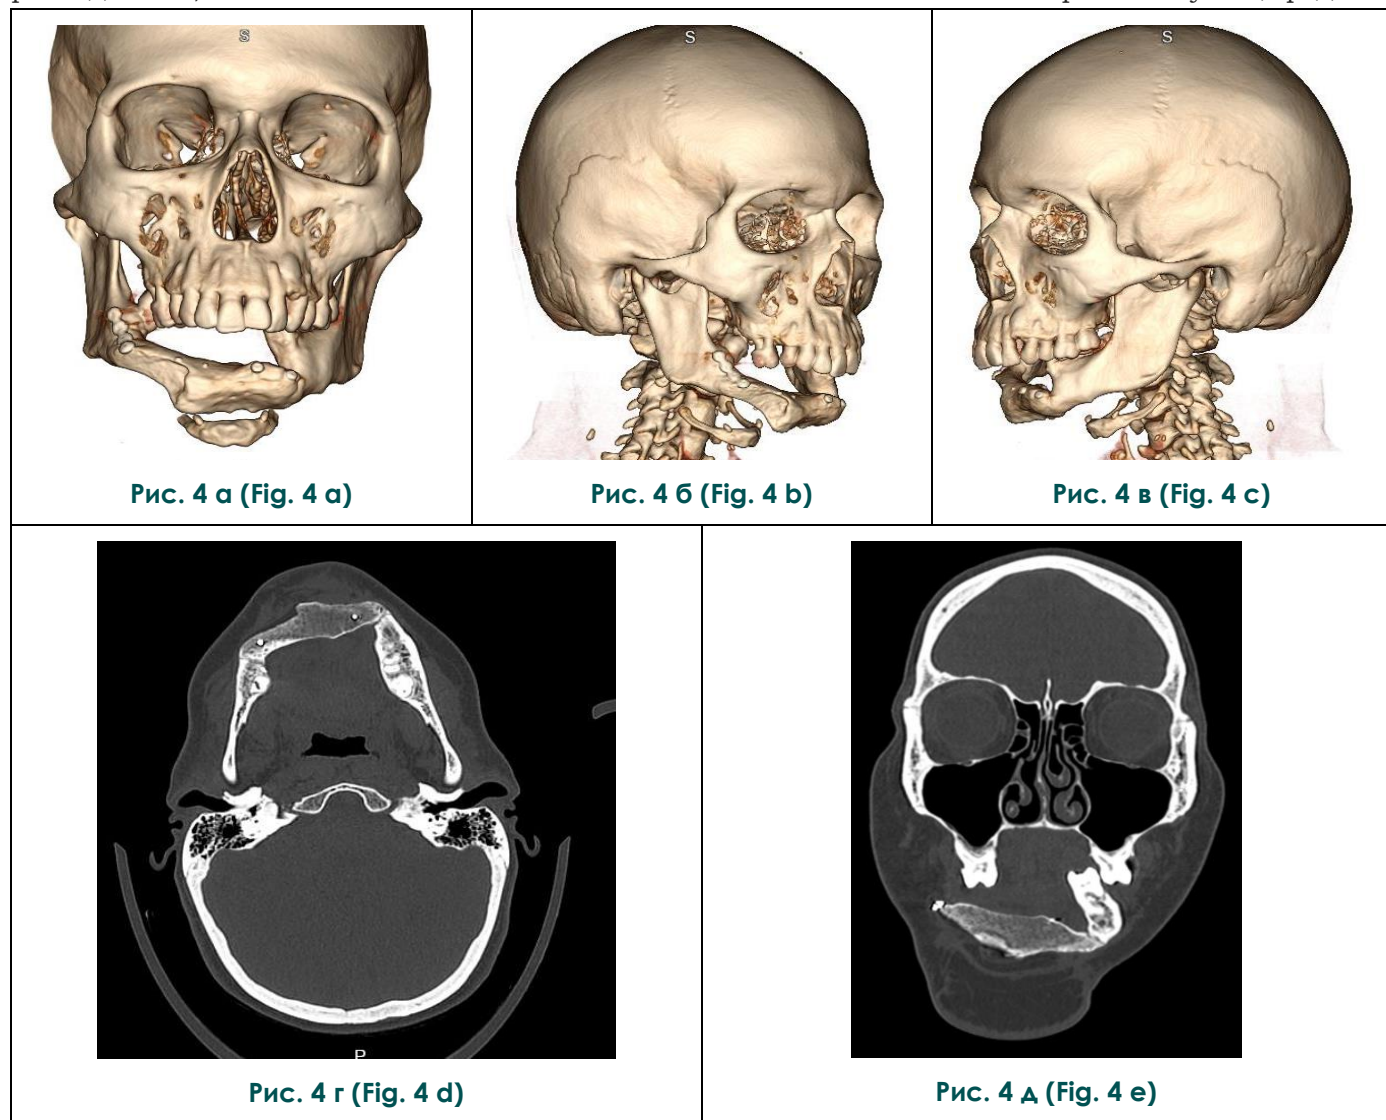 S
S
S
Рис. 4 а (Fig. 4 a)
Рис. 4 б (Fig. 4 b)
Рис. 4 в (Fig. 4 c)
P
Рис. 4 г (Fig. 4 d)
Рис. 4 д (Fig. 4 e)